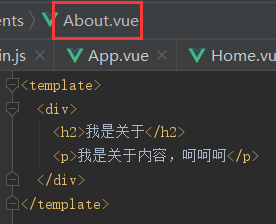 ents > About.vue
in.js × App.vue × Home.vu
<template>
<div>
<h2>我是关于</h2>
<p>我是关于内容，呵呵呵</p>
</div>
</template>